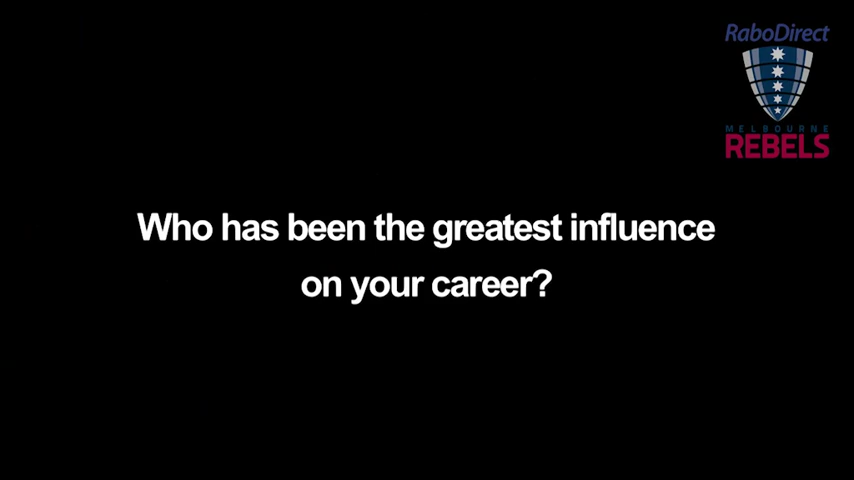 RaboDirect
MELBOURNE
REBELS
Who has been the greatest influence
on your career?